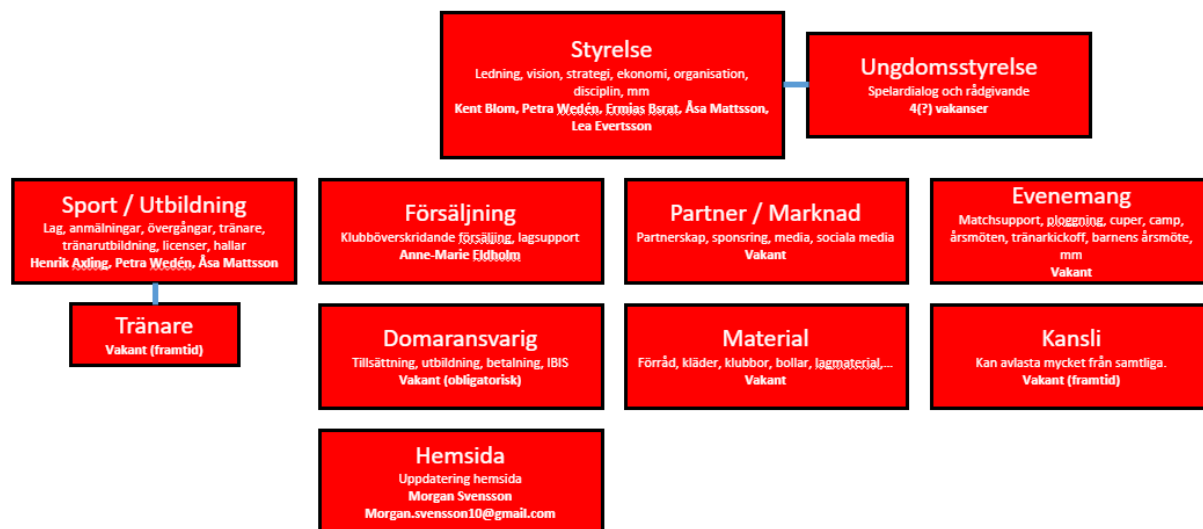 Styrelse
Ledning, vision, strategi, ekonomi, organisation,
disciplin, mm
Kent Blom, Petra Wedén, Ermias Bsrat, Åsa Mattsson,
Lea Evertsson
Ungdomsstyrelse
Spelardialog och rådgivande
4(?) vakanser
Sport / Utbildning
Lag, anmälningar, övergångar, tränare,
tränarutbildning, licenser, hallar
Henrik Axling, Petra Wedén, Åsa Mattsson
Försäljning
Klubböverskridande försäljing, lagsupport
Anne-Marie Eldholm
Partner / Marknad
Partnerskap, sponsring, media, sociala media
Vakant
Evenemang
Matchsupport, ploggning, cuper, camp,
årsmöten, tränarkickoff, barnens årsmöte,
mm
Vakant
Tränare
Vakant (framtid)
Domaransvarig
Tillsättning, utbildning, betalning, IBIS
Vakant (obligatorisk)
Material
Förråd, kläder, klubbor, bollar, lagmaterial,...
Vakant
Kansli
Kan avlasta mycket från samtliga.
Vakant (framtid)
Hemsida
Uppdatering hemsida
Morgan Svensson
Morgan.svensson10@gmail.com